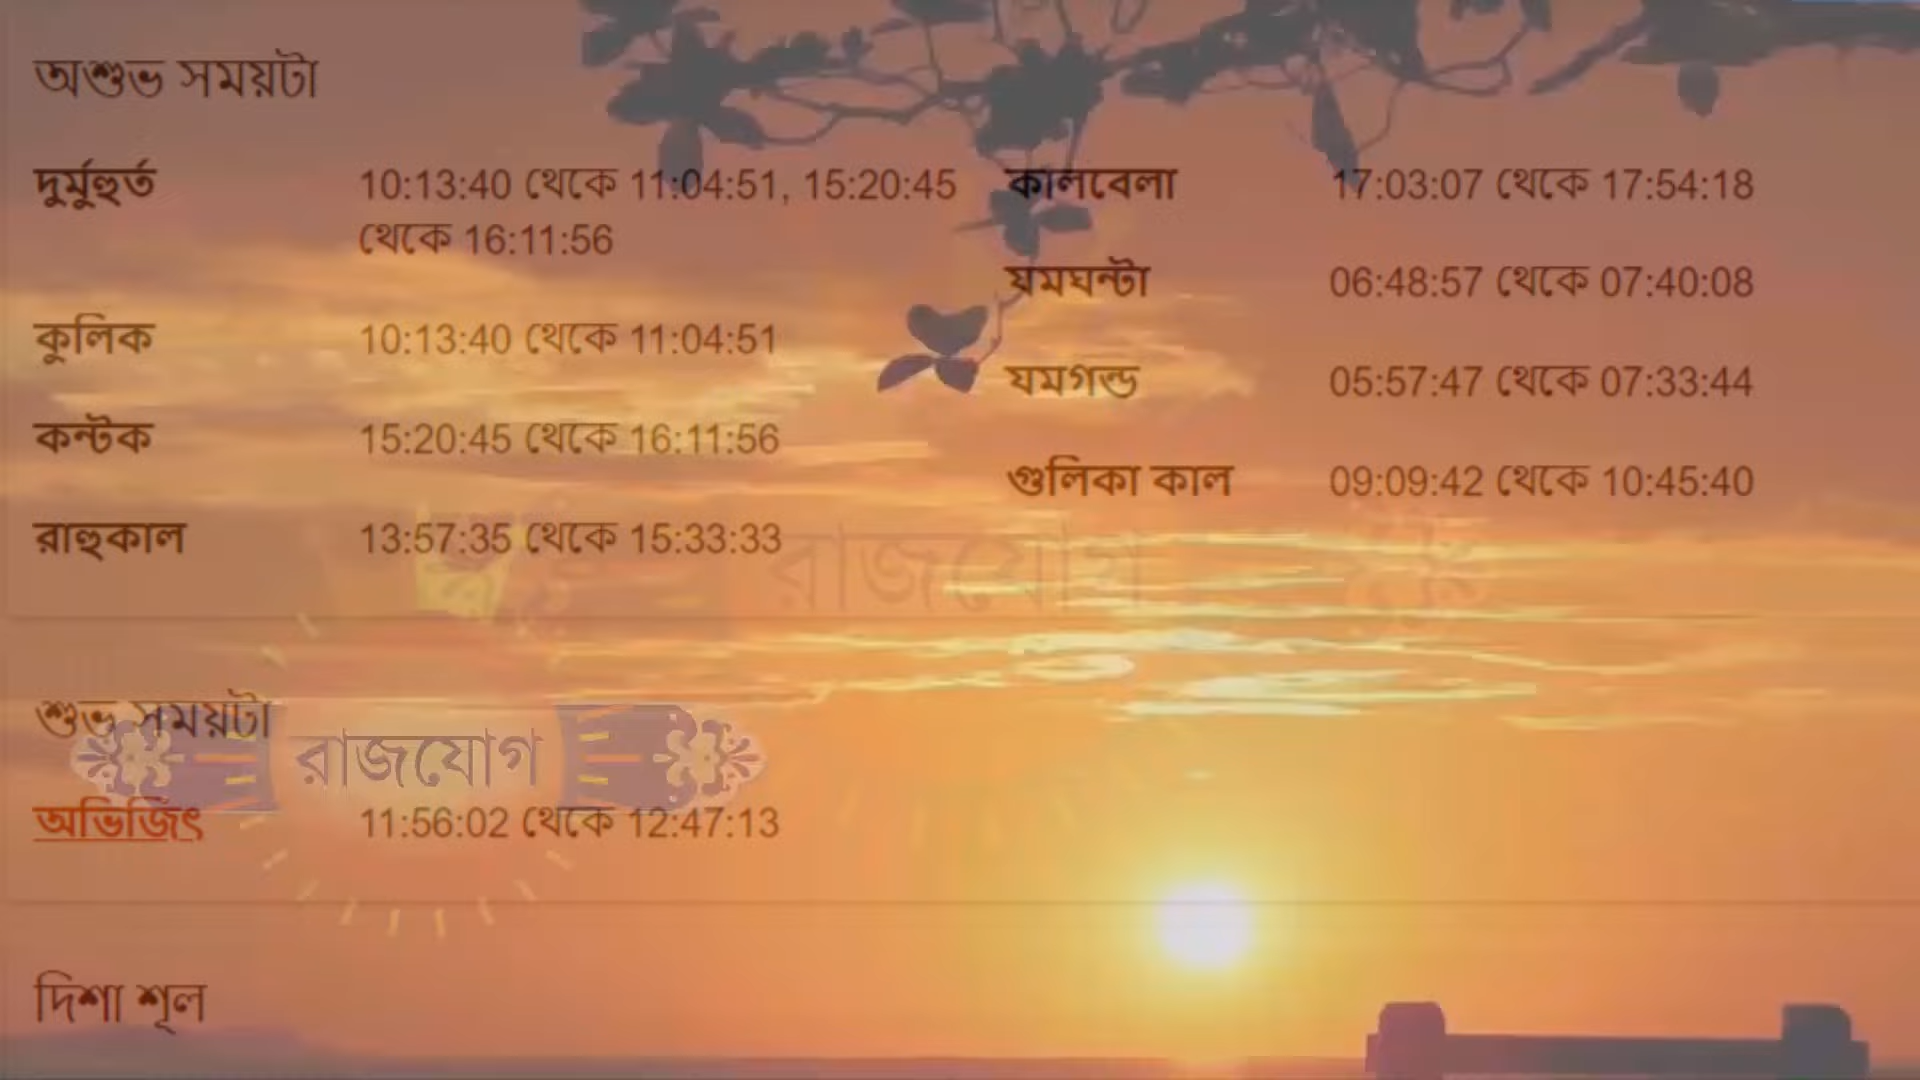 অশুভ সময়টা
দুর্মুহুর্ত 10:13:40 থেকে 11:04:51, 15:20:45
থেকে 16:11:56
কুলিক 10:13:40 থেকে 11:04:51
কন্টক 15:20:45 থেকে 16:11:56
রাহুকাল 13:57:35 থেকে 15:33:33
কালবেলা 17:03:07 থেকে 17:54:18
যমঘন্টা 06:48:57 থেকে 07:40:08
যমগন্ড 05:57:47 থেকে 07:33:44
গুলিকা কাল 09:09:42 থেকে 10:45:40
রাজযোগ
শুভ সময়টা
রাজযোগ
অভিজিৎ 11:56:02 থেকে 12:47:13
দিশা শূল